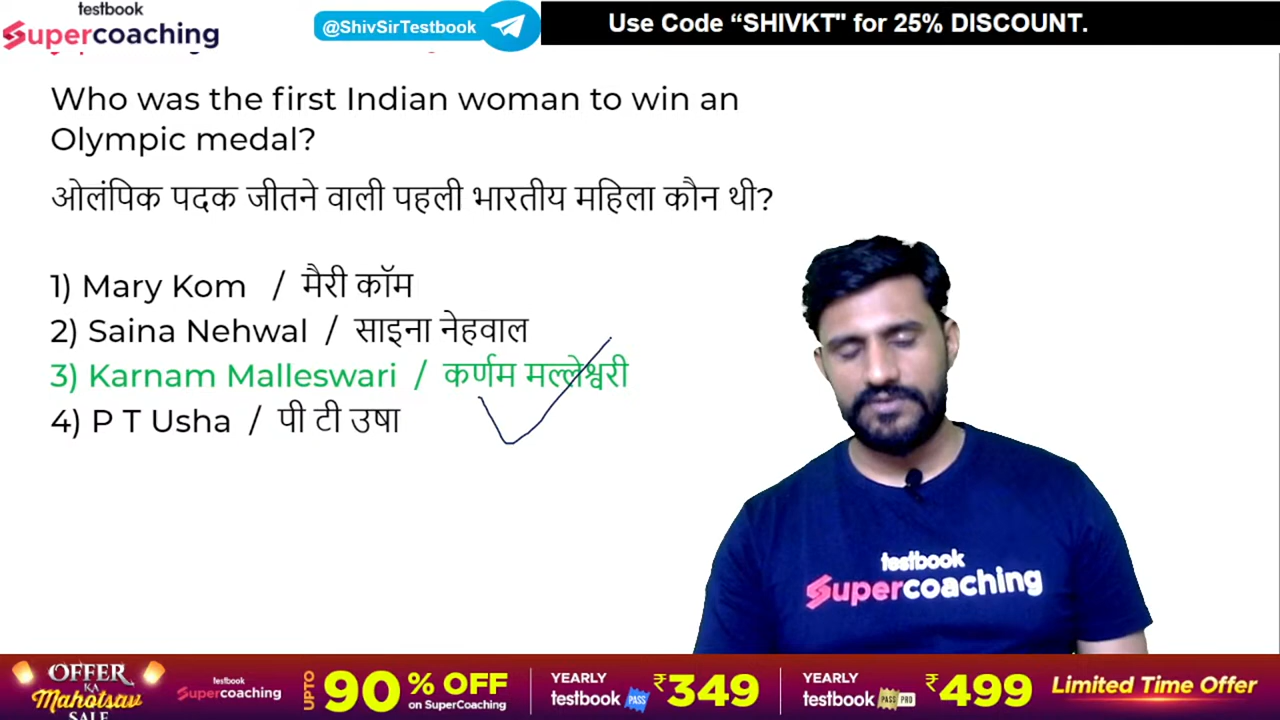 testbook
Supercoaching
@ShivSirTestbook
Use Code “SHIVKT" for 25% DISCOUNT.
Who was the first Indian woman to win an
Olympic medal?
ओलंपिक पदक जीतने वाली पहली भारतीय महिला कौन थी?
1) Mary Kom / मैरी कॉम
2) Saina Nehwal / साइना नेहवाल
3) Karnam Malleswari / कर्णम मल्लेश्वरी
4) P T Usha / पी टी उषा
testbook
Supercoaching
OFFER
KA
Mahotsav
SALE
testbook
Supercoaching
UPTO 90% OFF
on SuperCoaching
YEARLY
testbook PASS
₹349
YEARLY
testbook PASS PRO
₹499
Limited Time Offer